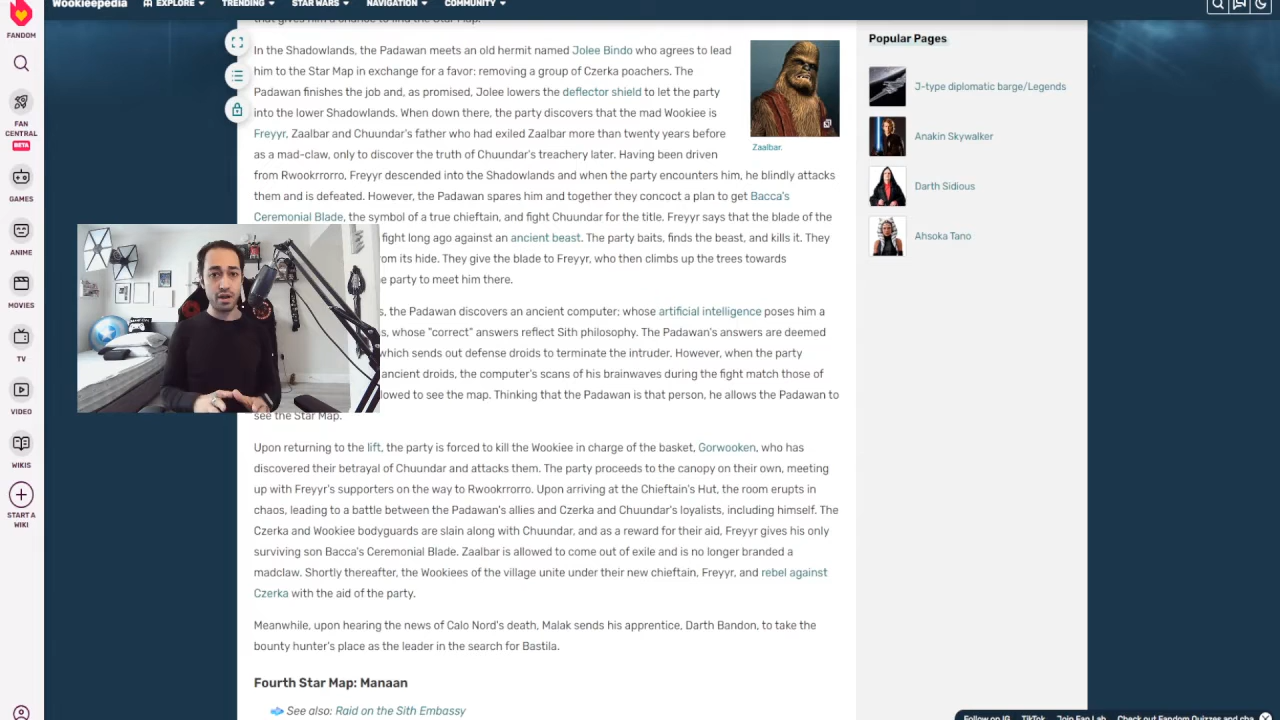 Wookieepedia EXPLORE TRENDING STAR WARS NAVIGATION COMMUNITY
FANDOM
FAN CENTRAL
BETA
GAMES
ANIME
MOVIES
TV
VIDEO
WIKIS
START A WIKI
that gives him a chance to find the Star Map.
In the Shadowlands, the Padawan meets an old hermit named Jolee Bindo who agrees to lead
him to the Star Map in exchange for a favor: removing a group of Czerka poachers. The
Padawan finishes the job and, as promised, Jolee lowers the deflector shield to let the party
into the lower Shadowlands. When down there, the party discovers that the mad Wookiee is
Freyyr, Zaalbar and Chuundar's father who had exiled Zaalbar more than twenty years before
as a mad-claw, only to discover the truth of Chuundar's treachery later. Having been driven
from Rwookrrorro, Freyyr descended into the Shadowlands and when the party encounters him, he blindly attacks
them and is defeated. However, the Padawan spares him and together they concoct a plan to get Bacca's
Ceremonial Blade, the symbol of a true chieftain, and fight Chuundar for the title. Freyyr says that the blade of the
fight long ago against an ancient beast. The party baits, finds the beast, and kills it. They
om its hide. They give the blade to Freyyr, who then climbs up the trees towards
e party to meet him there.
Zaalbar.
s, the Padawan discovers an ancient computer; whose artificial intelligence poses him a
s, whose "correct" answers reflect Sith philosophy. The Padawan's answers are deemed
which sends out defense droids to terminate the intruder. However, when the party
ancient droids, the computer's scans of his brainwaves during the fight match those of
lowed to see the map. Thinking that the Padawan is that person, he allows the Padawan to
see the Star Map.
Upon returning to the lift, the party is forced to kill the Wookiee in charge of the basket, Gorwooken, who has
discovered their betrayal of Chuundar and attacks them. The party proceeds to the canopy on their own, meeting
up with Freyyr's supporters on the way to Rwookrrorro. Upon arriving at the Chieftain's Hut, the room erupts in
chaos, leading to a battle between the Padawan's allies and Czerka and Chuundar's loyalists, including himself. The
Czerka and Wookiee bodyguards are slain along with Chuundar, and as a reward for their aid, Freyyr gives his only
surviving son Bacca's Ceremonial Blade. Zaalbar is allowed to come out of exile and is no longer branded a
madclaw. Shortly thereafter, the Wookiees of the village unite under their new chieftain, Freyyr, and rebel against
Czerka with the aid of the party.
Meanwhile, upon hearing the news of Calo Nord's death, Malak sends his apprentice, Darth Bandon, to take the
bounty hunter's place as the leader in the search for Bastila.
Fourth Star Map: Manaan
See also: Raid on the Sith Embassy
Popular Pages
J-type diplomatic barge/Legends
Anakin Skywalker
Darth Sidious
Ahsoka Tano
Follow on IG TikTok Join Fan Lab Check out Fandom Quizzes and cha